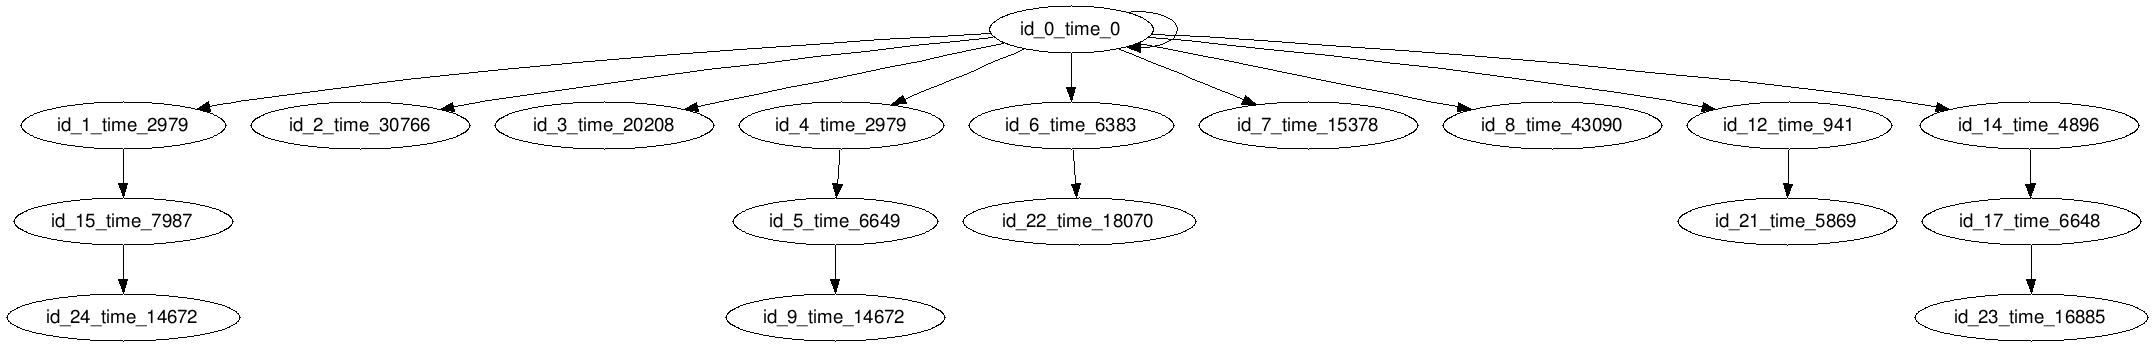 id_0_time_0
id_1_time_2979
id_2_time_30766
id_3_time_20208
id_4_time_2979
id_6_time_6383
id_7_time_15378
id_8_time_43090
id_12_time_941
id_14_time_4896
id_15_time_7987
id_5_time_6649
id_22_time_18070
id_21_time_5869
id_17_time_6648
id_24_time_14672
id_9_time_14672
id_23_time_16885